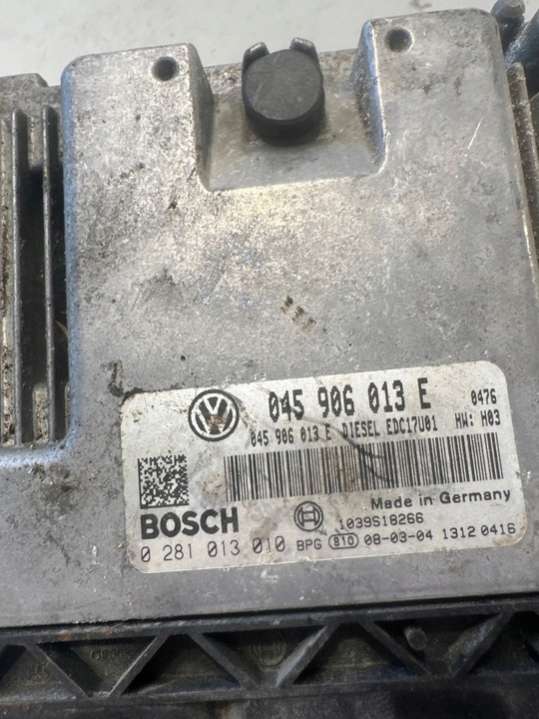 045 906 013 E 0476
045 906 013 E DIESEL EDC17U01 HW: H03
Made in Germany
BOSCH 1039S18266
0 281 013 010 BPG 810 08-03-04 1312 0416